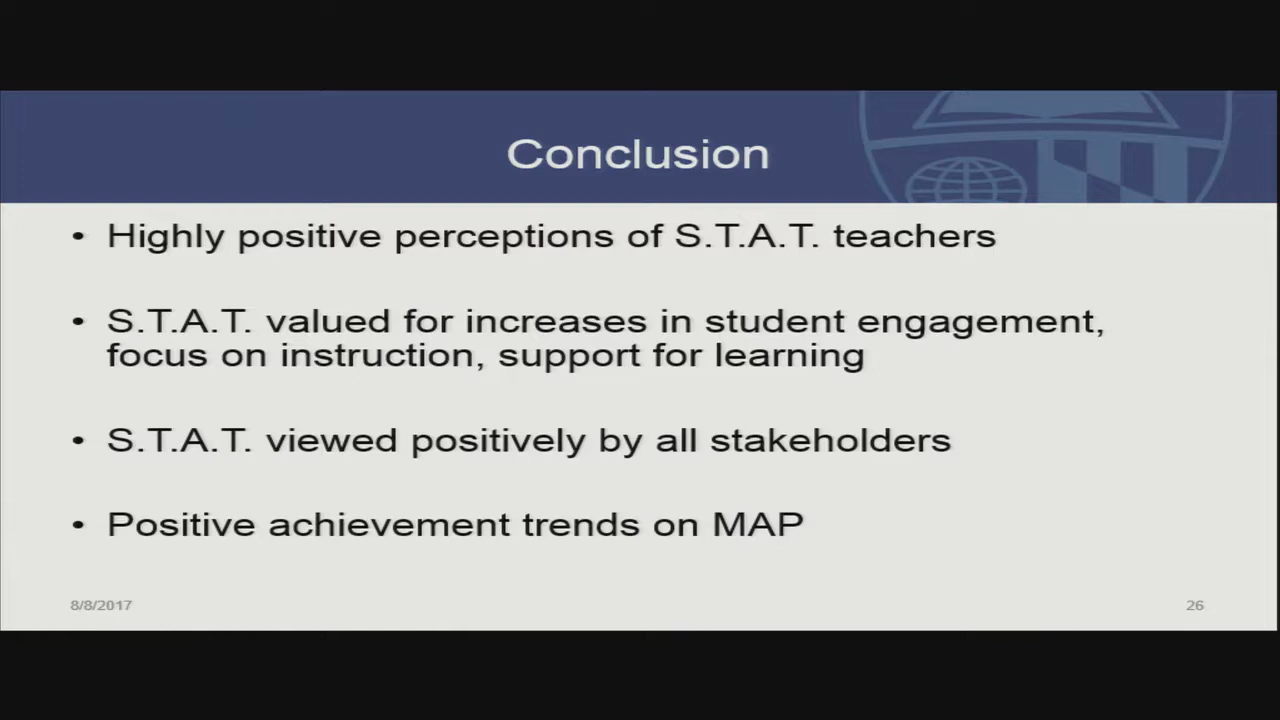 Conclusion
• Highly positive perceptions of S.T.A.T. teachers
• S.T.A.T. valued for increases in student engagement,
focus on instruction, support for learning
• S.T.A.T. viewed positively by all stakeholders
• Positive achievement trends on MAP
8/8/2017
26